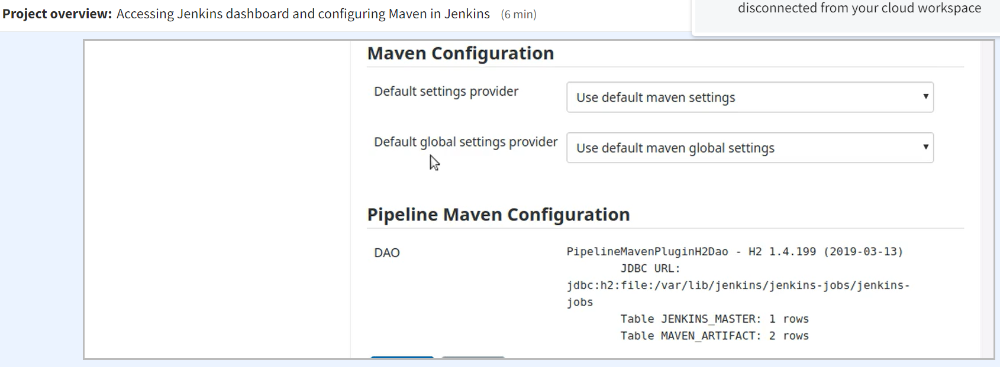 Project overview: Accessing Jenkins dashboard and configuring Maven in Jenkins (6 min)
disconnected from your cloud workspace
Maven Configuration
Default settings provider
Use default maven settings
Default global settings provider
Use default maven global settings
Pipeline Maven Configuration
DAO
PipelineMavenPluginH2Dao - H2 1.4.199 (2019-03-13)
JDBC URL:
jdbc:h2:file:/var/lib/jenkins/jenkins-jobs/jenkins-
jobs
Table JENKINS_MASTER: 1 rows
Table MAVEN_ARTIFACT: 2 rows